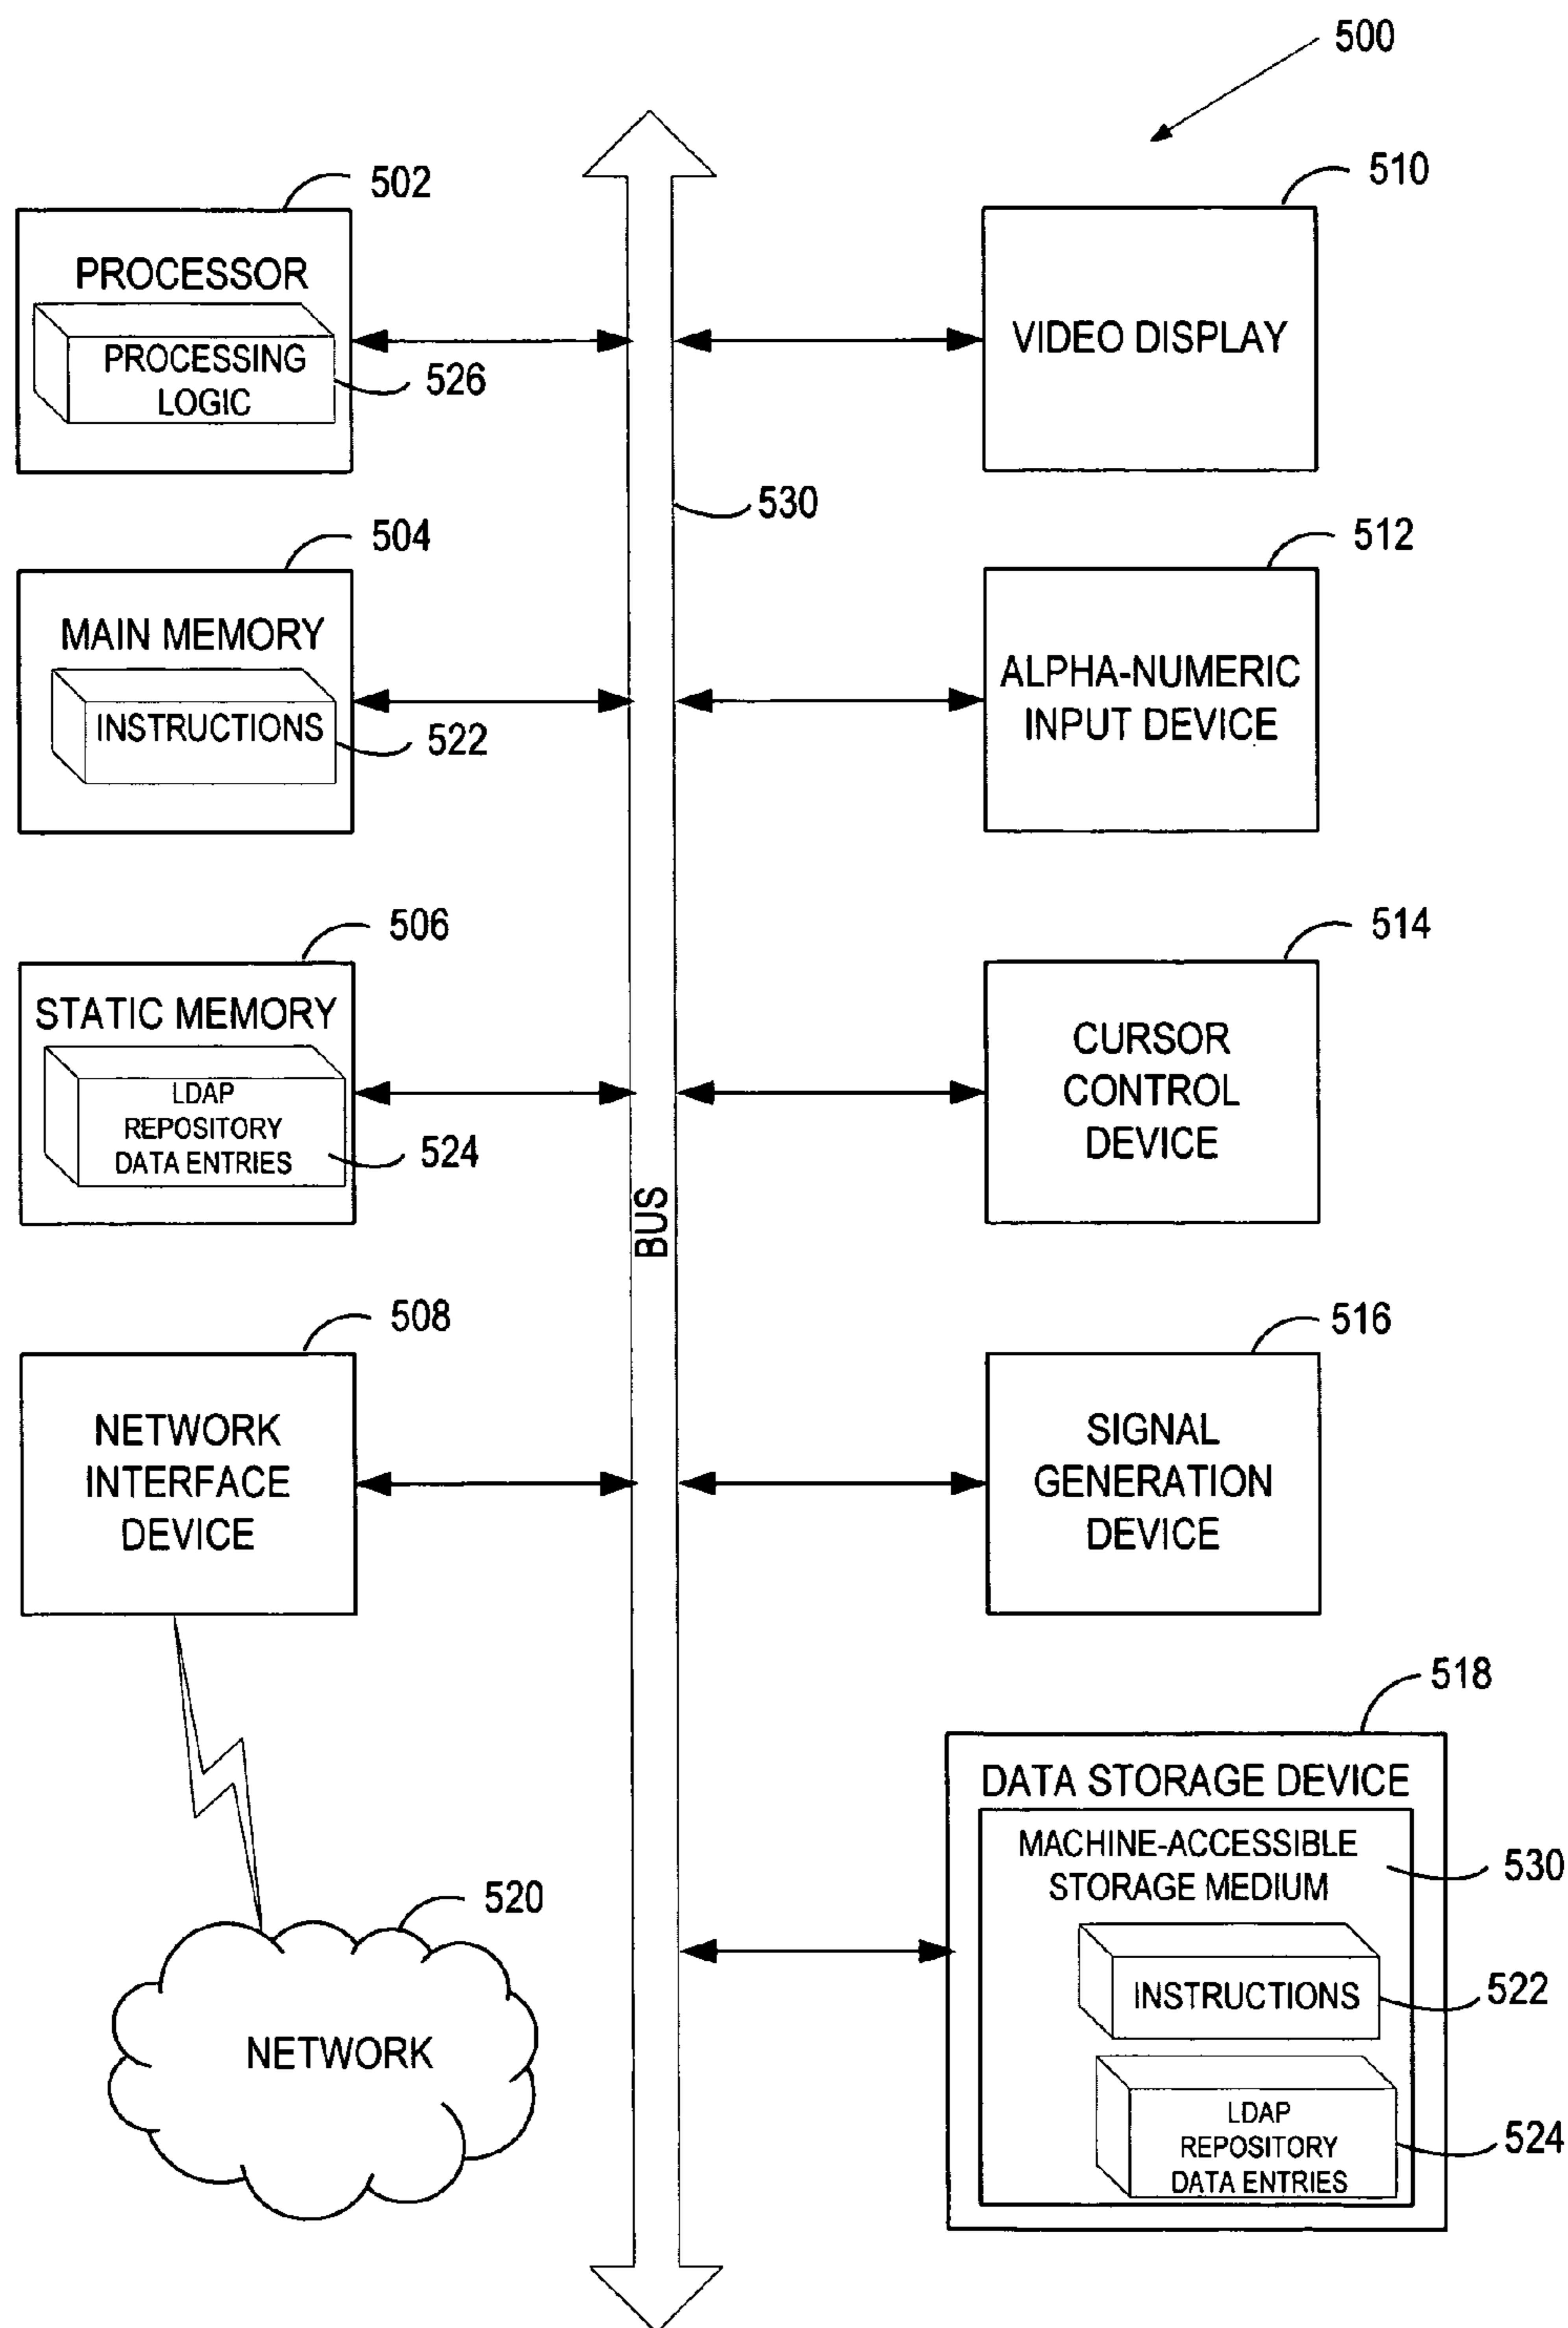 500
502
PROCESSOR
PROCESSING
LOGIC
526
510
VIDEO DISPLAY
530
504
MAIN MEMORY
INSTRUCTIONS
522
512
ALPHA-NUMERIC
INPUT DEVICE
506
STATIC MEMORY
LDAP
REPOSITORY
DATA ENTRIES
524
514
CURSOR
CONTROL
DEVICE
BUS
508
NETWORK
INTERFACE
DEVICE
516
SIGNAL
GENERATION
DEVICE
520
NETWORK
518
DATA STORAGE DEVICE
MACHINE-ACCESSIBLE
STORAGE MEDIUM
530
INSTRUCTIONS
522
LDAP
REPOSITORY
DATA ENTRIES
524